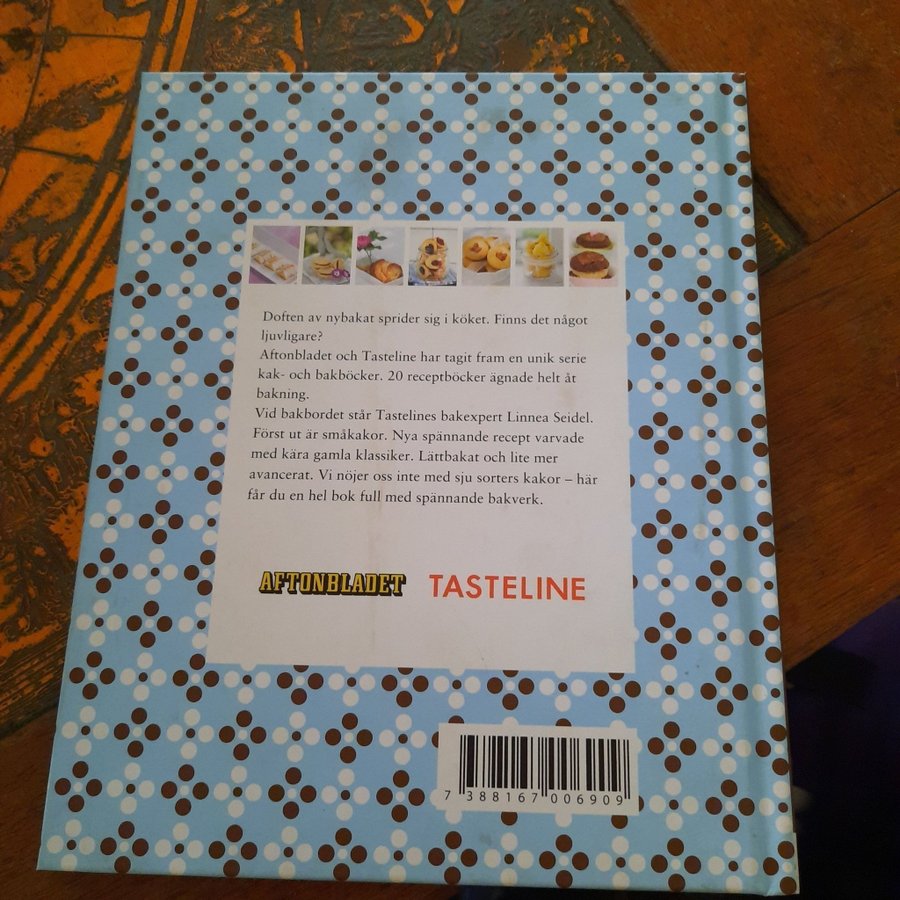 Doften av nybakat sprider sig i köket. Finns det något
ljuvligare?
Aftonbladet och Tasteline har tagit fram en unik serie
kak- och bakböcker. 20 receptböcker ägnade helt åt
bakning.
Vid bakbordet står Tastelines bakexpert Linnea Seidel.
Först ut är småkakor. Nya spännande recept varvade
med kära gamla klassiker. Lättbakat och lite mer
avancerat. Vi nöjer oss inte med sju sorters kakor – här
får du en hel bok full med spännande bakverk.
AFTONBLADET TASTELINE
7 388167 006909